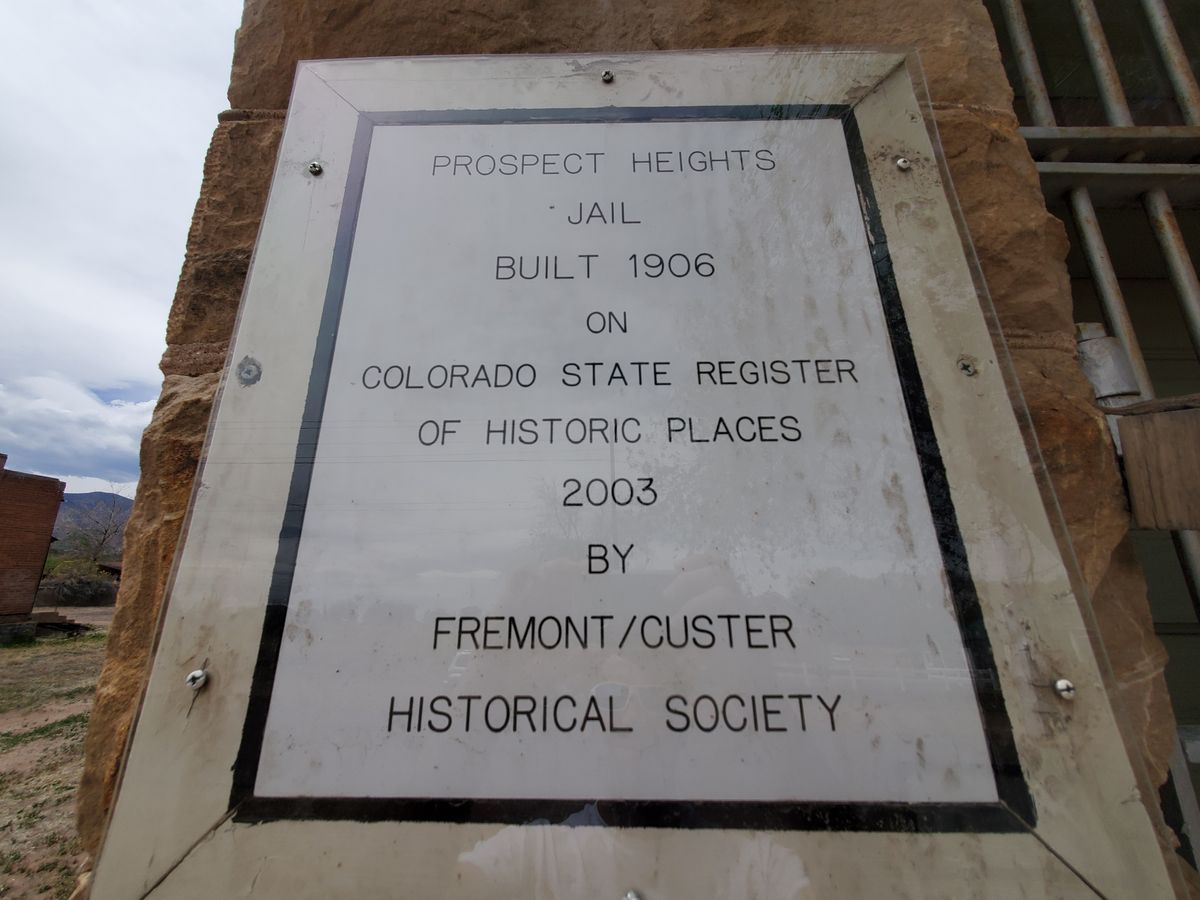 PROSPECT HEIGHTS
JAIL
BUILT 1906
ON
COLORADO STATE REGISTER
OF HISTORIC PLACES
2003
BY
FREMONT/CUSTER
HISTORICAL SOCIETY